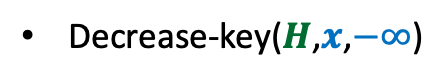 • Decrease-key(H,x,−∞)